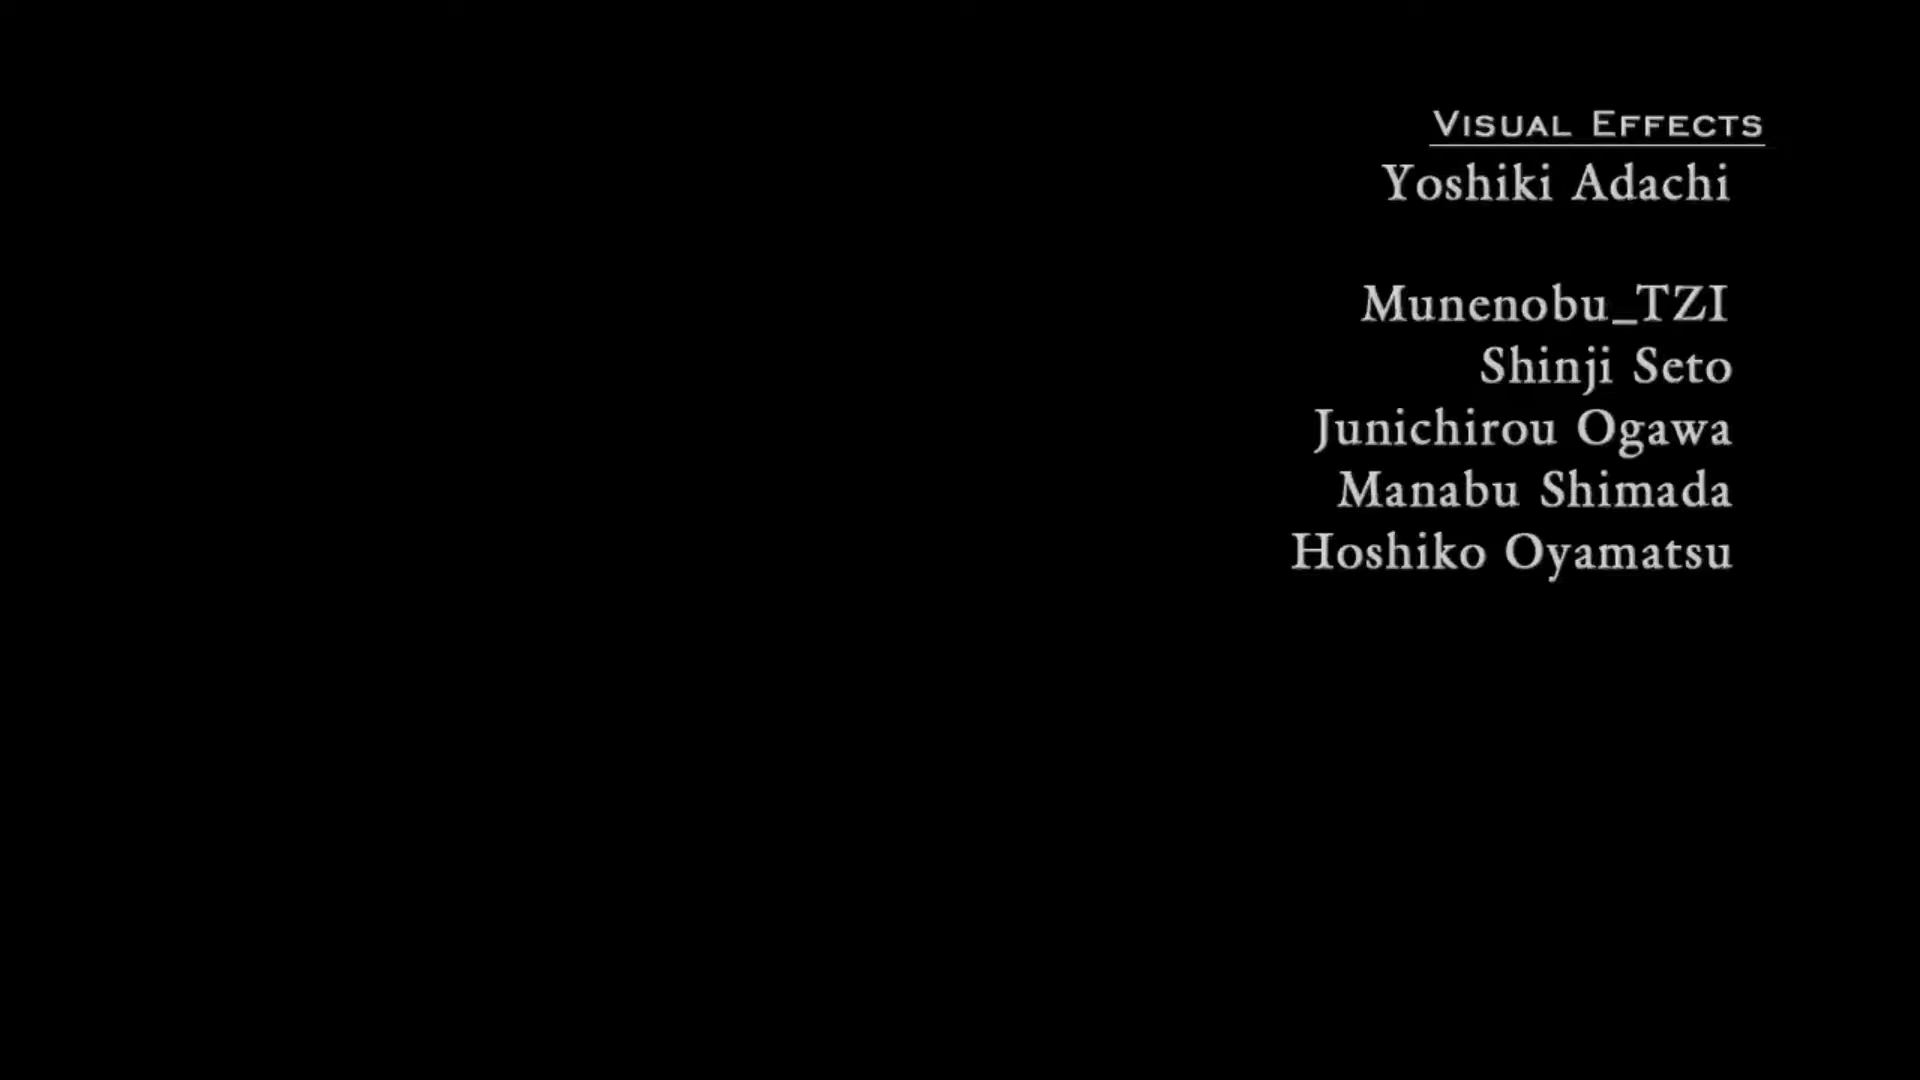 Visual Effects
Yoshiki Adachi
Munenobu_TZI
Shinji Seto
Junichirou Ogawa
Manabu Shimada
Hoshiko Oyamatsu